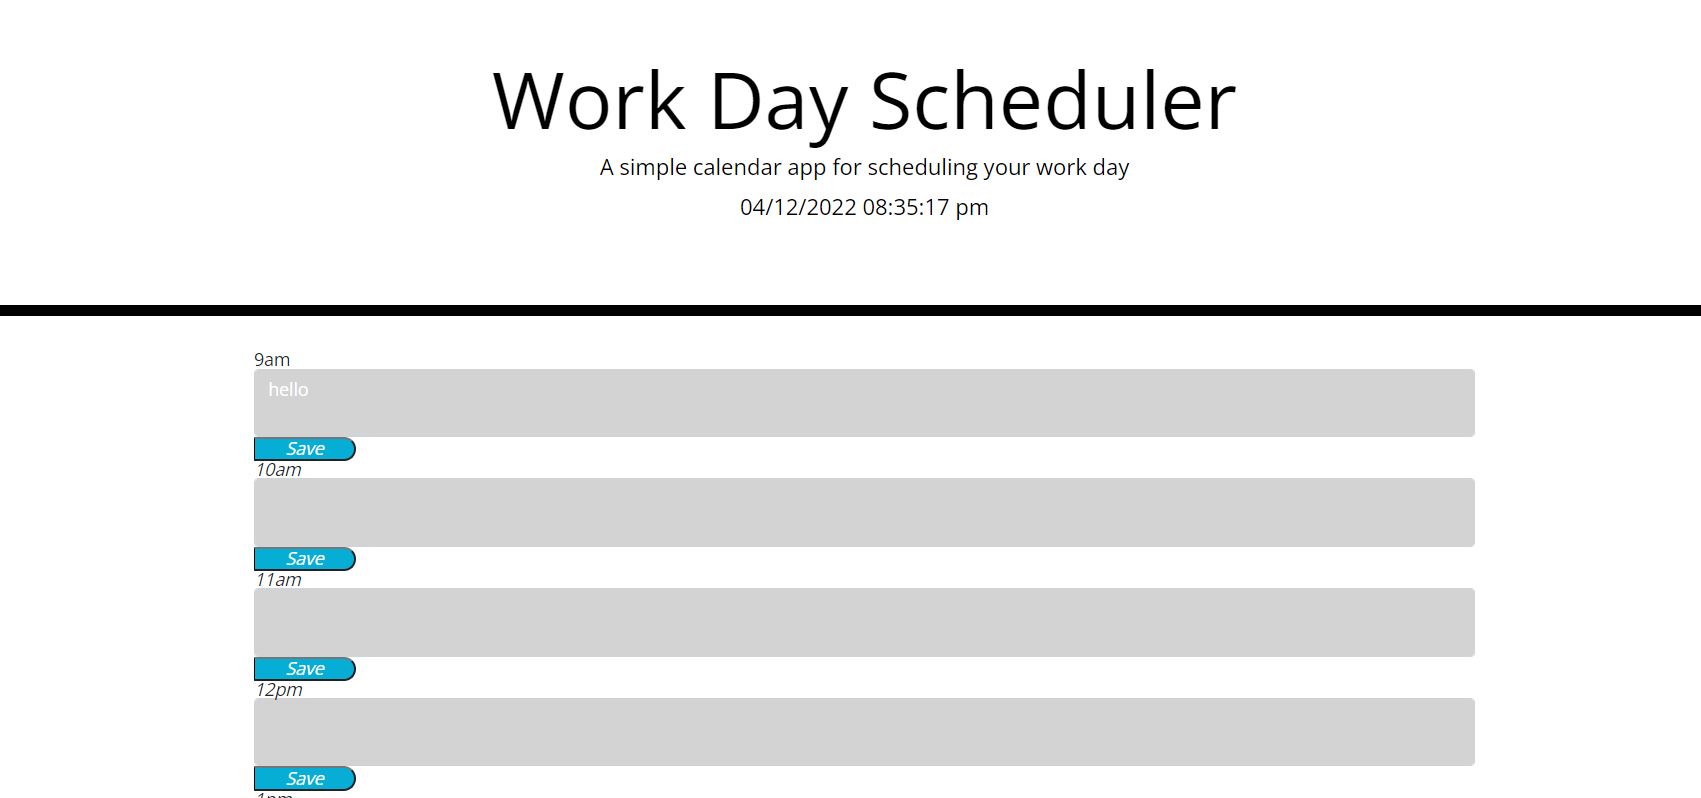 Work Day Scheduler
A simple calendar app for scheduling your work day
04/12/2022 08:35:17 pm
9am
hello
Save
10am
Save
11am
Save
12pm
Save
1pm